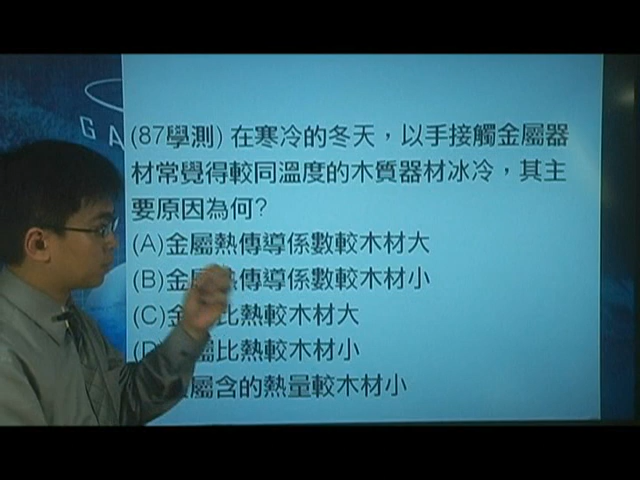 GA
(87學測) 在寒冷的冬天，以手接觸金屬器
材常覺得較同溫度的木質器材冰冷，其主
要原因為何?
(A)金屬熱傳導係數較木材大
(B)金屬熱傳導係數較木材小
(C)金 比熱較木材大
(D 屬比熱較木材小
屬含的熱量較木材小